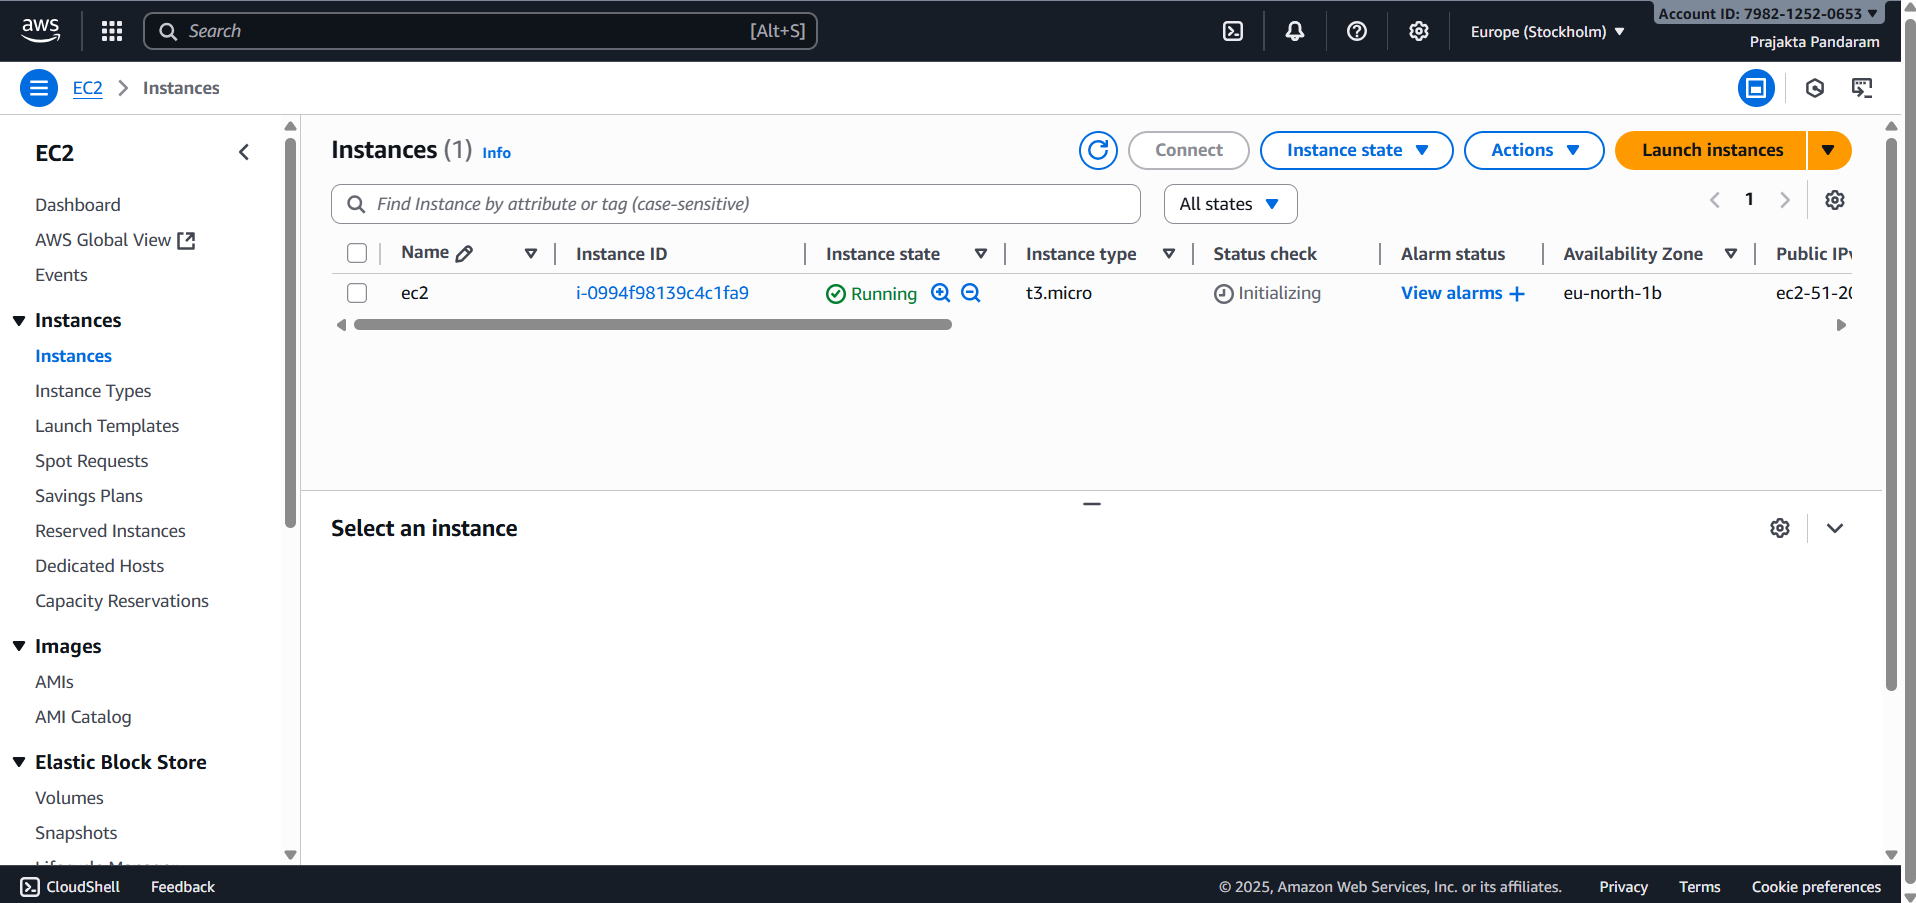 aws
Search [Alt+S]
Europe (Stockholm)
Account ID: 7982-1252-0653
Prajakta Pandaram
EC2 Instances
EC2
Dashboard
AWS Global View
Events
Instances
Instances
Instance Types
Launch Templates
Spot Requests
Savings Plans
Reserved Instances
Dedicated Hosts
Capacity Reservations
Images
AMIs
AMI Catalog
Elastic Block Store
Volumes
Snapshots
Instances (1) Info
Connect Instance state Actions Launch instances
Find Instance by attribute or tag (case-sensitive) All states 1
Name Instance ID Instance state Instance type Status check Alarm status Availability Zone Public IPv
ec2 i-0994f98139c4c1fa9 Running t3.micro Initializing View alarms + eu-north-1b ec2-51-20
Select an instance
CloudShell Feedback © 2025, Amazon Web Services, Inc. or its affiliates. Privacy Terms Cookie preferences